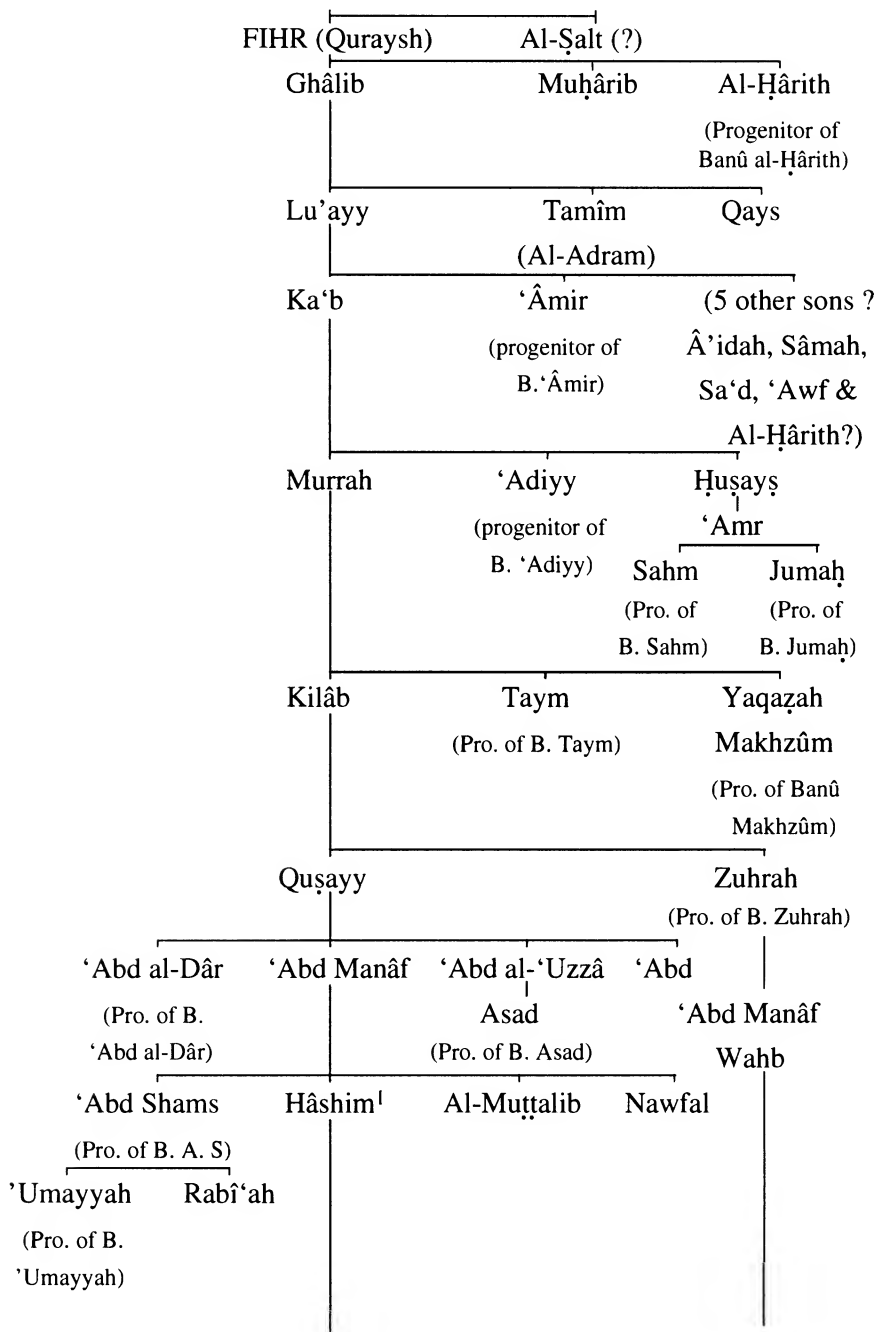 FIHR (Quraysh) Al-Ṣalt (?)
Ghâlib Muḥârib Al-Ḥârith
(Progenitor of
Banû al-Ḥârith)
Lu’ayy Tamîm Qays
(Al-Adram)
Ka‘b ‘Âmir (5 other sons ?
(progenitor of Â’idah, Sâmah,
B.‘Âmir) Sa‘d, ‘Awf &
Al-Ḥârith?)
Murrah ‘Adiyy Ḥuṣayṣ
(progenitor of ‘Amr
B. ‘Adiyy) Sahm Jumaḥ
(Pro. of (Pro. of
B. Sahm) B. Jumaḥ)
Kilâb Taym Yaqaẓah
(Pro. of B. Taym) Makhzûm
(Pro. of Banû
Makhzûm)
Quṣayy Zuhrah
(Pro. of B. Zuhrah)
‘Abd al-Dâr ‘Abd Manâf ‘Abd al-‘Uzzâ ‘Abd
(Pro. of B. Asad ‘Abd Manâf
‘Abd al-Dâr) (Pro. of B. Asad) Wahb
‘Abd Shams Hâshim¹ Al-Muṭṭalib Nawfal
(Pro. of B. A. S)
’Umayyah Rabî‘ah
(Pro. of B.
’Umayyah)